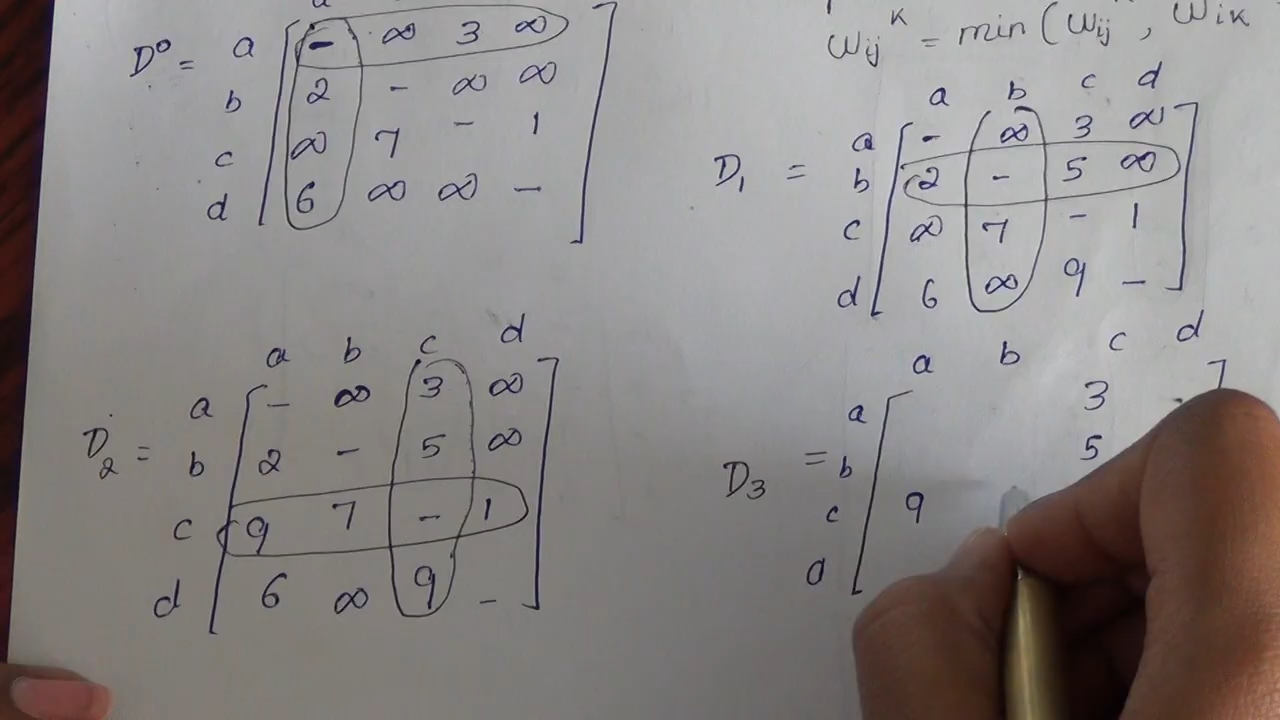 a
D⁰ = a - ∞ 3 ∞
b 2 - ∞ ∞
c ∞ 7 - 1
d 6 ∞ ∞ -
wij^k = min (wij , wik
a b c d
D₁ = a - ∞ 3 ∞
b 2 - 5 ∞
c ∞ 7 - 1
d 6 ∞ 9 -
a b c d
D₂ = a - ∞ 3 ∞
b 2 - 5 ∞
c 9 7 - 1
d 6 ∞ 9 -
a b c d
D₃ = a 3
b 5
c 9
d